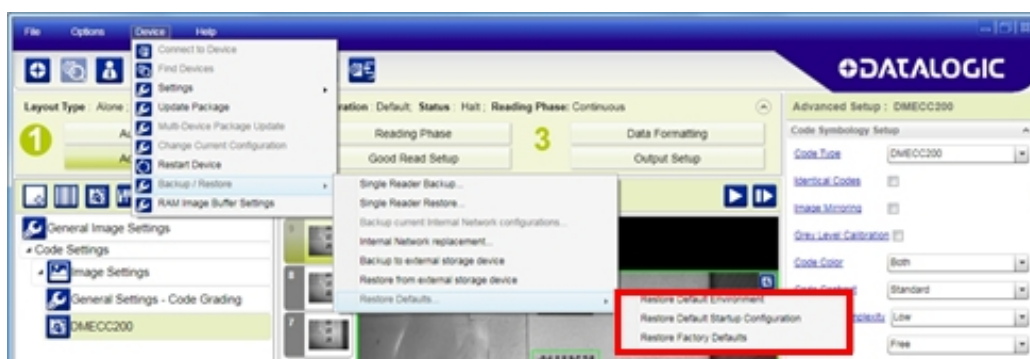 File Options Device Help
Connect to Device
Find Devices
Settings
Update Package
Multi-Device Package Update
Change Current Configuration
Restart Device
Backup / Restore
RAM Image Buffer Settings
DATALOGIC
Layout Type : Alone ; ration : Default; Status : Halt ; Reading Phase: Continuous
1
Reading Phase
Good Read Setup
3
Data Formatting
Output Setup
Single Reader Backup...
Single Reader Restore...
Backup current Internal Network configurations...
Internal Network replacement...
Backup to external storage device
Restore from external storage device
Restore Defaults...
Restore Default Environment
Restore Default Startup Configuration
Restore Factory Defaults
General Image Settings
Code Settings
Image Settings
General Settings - Code Grading
DMECC200
8
7
Advanced Setup : DMECC200
Code Symbology Setup
Code Type DMECC200
Identical Codes
Image Mirroring
Grey Level Calibration
Code Color Both
Code Contrast Standard
Low
Free